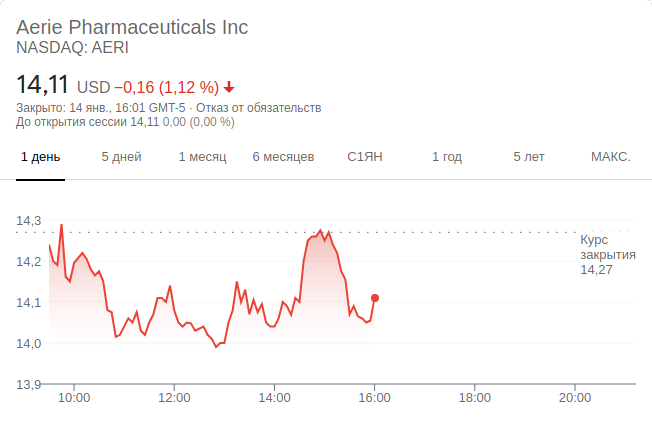 Aerie Pharmaceuticals Inc
NASDAQ: AERI
14,11 USD −0,16 (1,12 %)
Закрыто: 14 янв., 16:01 GMT-5 · Отказ от обязательств
До открытия сессии 14,11 0,00 (0,00 %)
1 день 5 дней 1 месяц 6 месяцев С1ЯН 1 год 5 лет МАКС.
14,3
Курс
закрытия
14,27
14,2
14,1
14,0
13,9
10:00 12:00 14:00 16:00 18:00 20:00